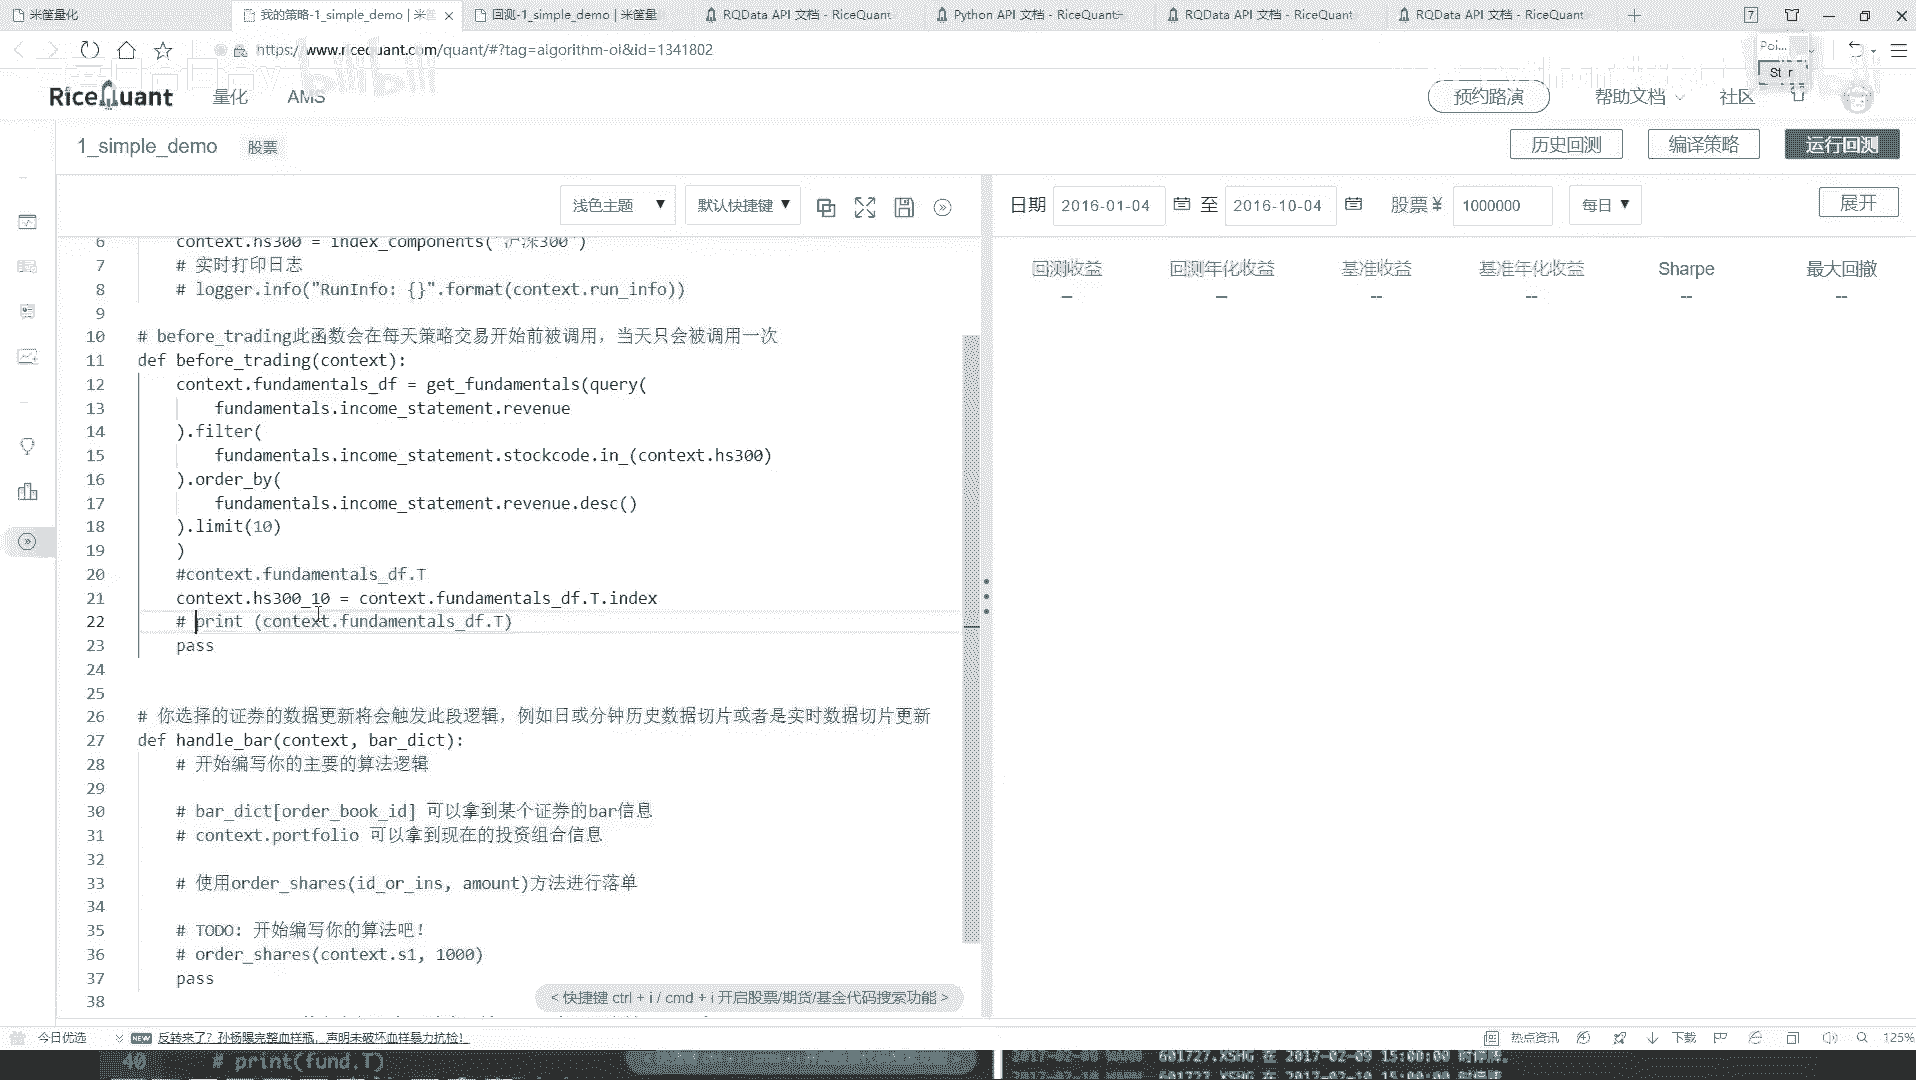 米筐量化
我的策略-1_simple_demo | 米筐
回测-1_simple_demo | 米筐量
RQData API 文档 - RiceQuant
Python API 文档 - RiceQuant
RQData API 文档 - RiceQuant
RQData API 文档 - RiceQuant
7
https://www.ricequant.com/quant/#?tag=algorithm-ol&id=1341802
Poi...
bilibili
RiceQuant
量化
AMS
预约路演
帮助文档
社区
1_simple_demo
股票
历史回测
编译策略
运行回测
浅色主题 ▼
默认快捷键 ▼
日期
2016-01-04
至
2016-10-04
股票 ¥
1000000
每日 ▼
展开
回测收益
回测年化收益
基准收益
基准年化收益
Sharpe
最大回撤
-- -- -- -- -- --
6 context.hs300 = index_components("沪深300")
7 # 实时打印日志
8 # logger.info("RunInfo: {}".format(context.run_info))
9
10 # before_trading此函数会在每天策略交易开始前被调用，当天只会被调用一次
11 def before_trading(context):
12 context.fundamentals_df = get_fundamentals(query(
13 fundamentals.income_statement.revenue
14 ).filter(
15 fundamentals.income_statement.stockcode.in_(context.hs300)
16 ).order_by(
17 fundamentals.income_statement.revenue.desc()
18 ).limit(10)
19 )
20 #context.fundamentals_df.T
21 context.hs300_10 = context.fundamentals_df.T.index
22 # print (context.fundamentals_df.T)
23 pass
24
25
26 # 你选择的证券的数据更新将会触发此段逻辑，例如日或分钟历史数据切片或者是实时数据切片更新
27 def handle_bar(context, bar_dict):
28 # 开始编写你的主要的算法逻辑
29
30 # bar_dict[order_book_id] 可以拿到某个证券的bar信息
31 # context.portfolio 可以拿到现在的投资组合信息
32
33 # 使用order_shares(id_or_ins, amount)方法进行落单
34
35 # TODO: 开始编写你的算法吧！
36 # order_shares(context.s1, 1000)
37 pass
38
< 快捷键 ctrl + i / cmd + i 开启股票/期货/基金代码搜索功能 >
今日优选
NEW
反转来了？孙杨曝完整血样瓶，声明未破坏血样暴力抗检！
热点资讯
下载
125%
40 # print(fund.T)
601727.XSHG 在 2017-02-09 15:00:00 时停牌。